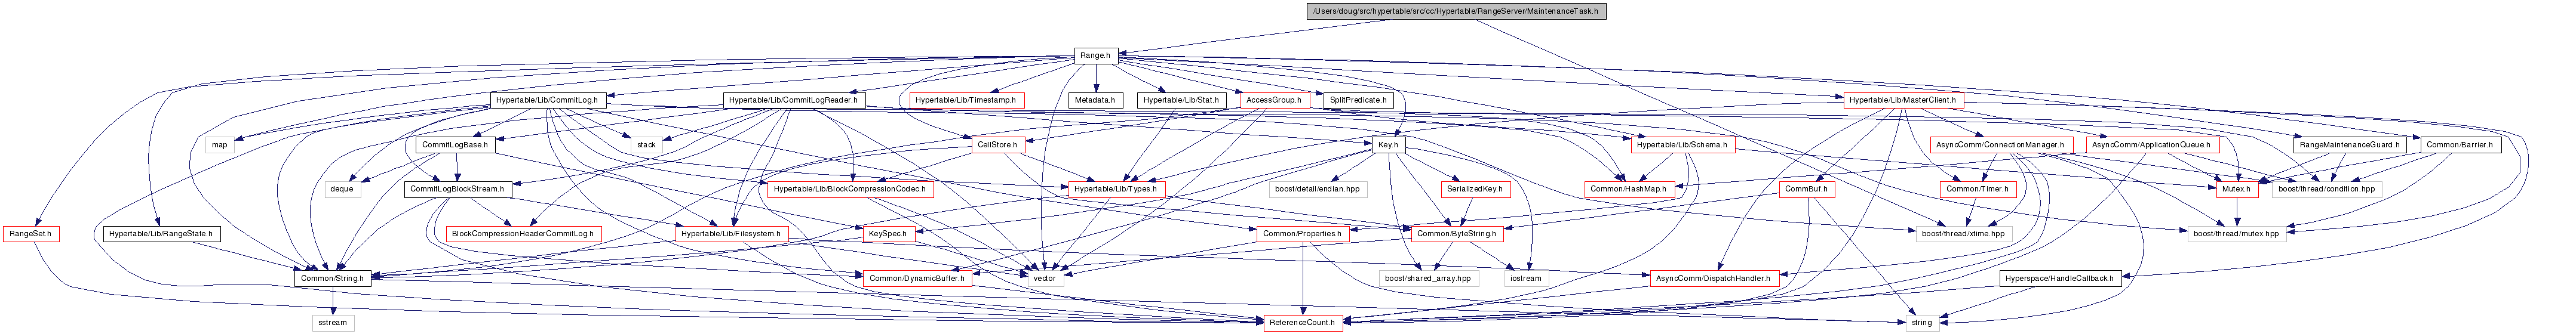 /Users/doug/src/hypertable/src/cc/Hypertable/RangeServer/MaintenanceTask.h
Range.h
Hypertable/Lib/CommitLog.h
Hypertable/Lib/CommitLogReader.h
Hypertable/Lib/Timestamp.h
Metadata.h
Hypertable/Lib/Stat.h
AccessGroup.h
SplitPredicate.h
Hypertable/Lib/MasterClient.h
map
CommitLogBase.h
stack
CellStore.h
Key.h
Hypertable/Lib/Schema.h
AsyncComm/ConnectionManager.h
AsyncComm/ApplicationQueue.h
RangeMaintenanceGuard.h
Common/Barrier.h
deque
CommitLogBlockStream.h
Hypertable/Lib/BlockCompressionCodec.h
Hypertable/Lib/Types.h
boost/detail/endian.hpp
SerializedKey.h
Common/HashMap.h
CommBuf.h
Common/Timer.h
Mutex.h
boost/thread/condition.hpp
RangeSet.h
Hypertable/Lib/RangeState.h
BlockCompressionHeaderCommitLog.h
Hypertable/Lib/Filesystem.h
KeySpec.h
Common/Properties.h
Common/ByteString.h
boost/thread/xtime.hpp
boost/thread/mutex.hpp
Common/String.h
Common/DynamicBuffer.h
vector
boost/shared_array.hpp
iostream
AsyncComm/DispatchHandler.h
Hyperspace/HandleCallback.h
sstream
ReferenceCount.h
string